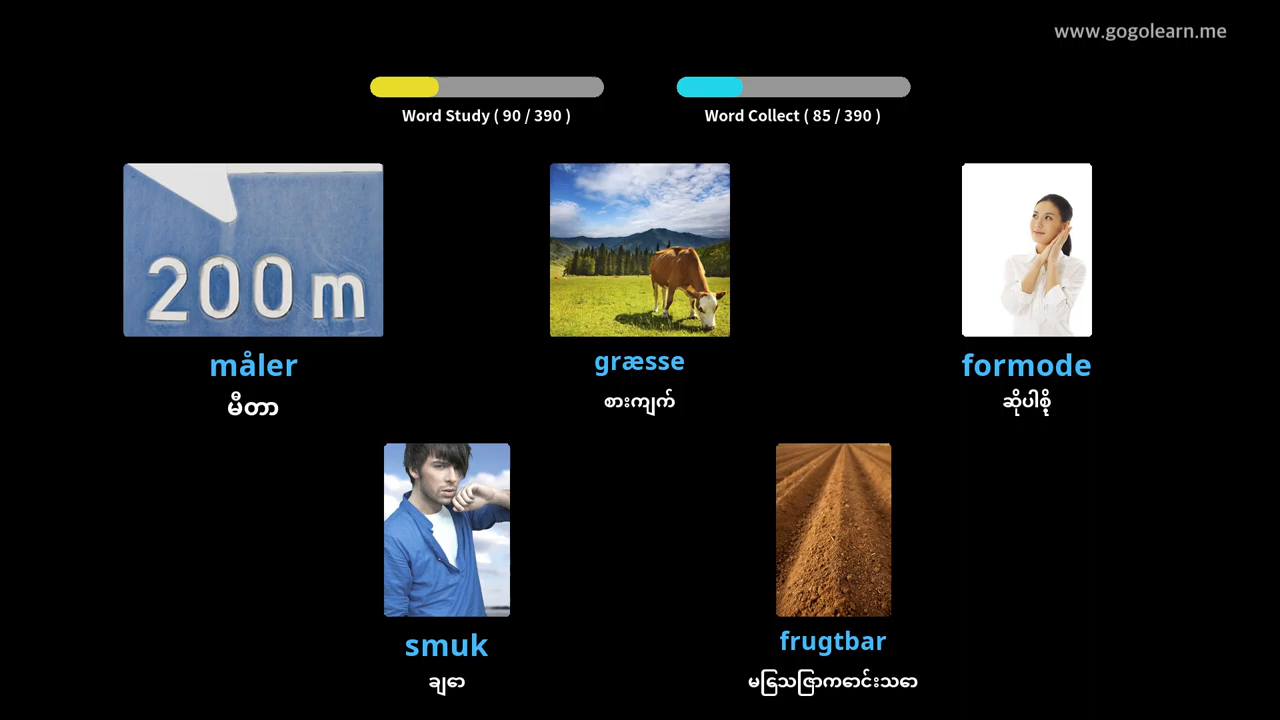 www.gogolearn.me
Word Study ( 90 / 390 )
Word Collect ( 85 / 390 )
200 m
måler
မီတာ
græsse
စားကျက်
formode
ဆိုပါစို့
smuk
ချော
frugtbar
မြေသြဇာကောင်းသော